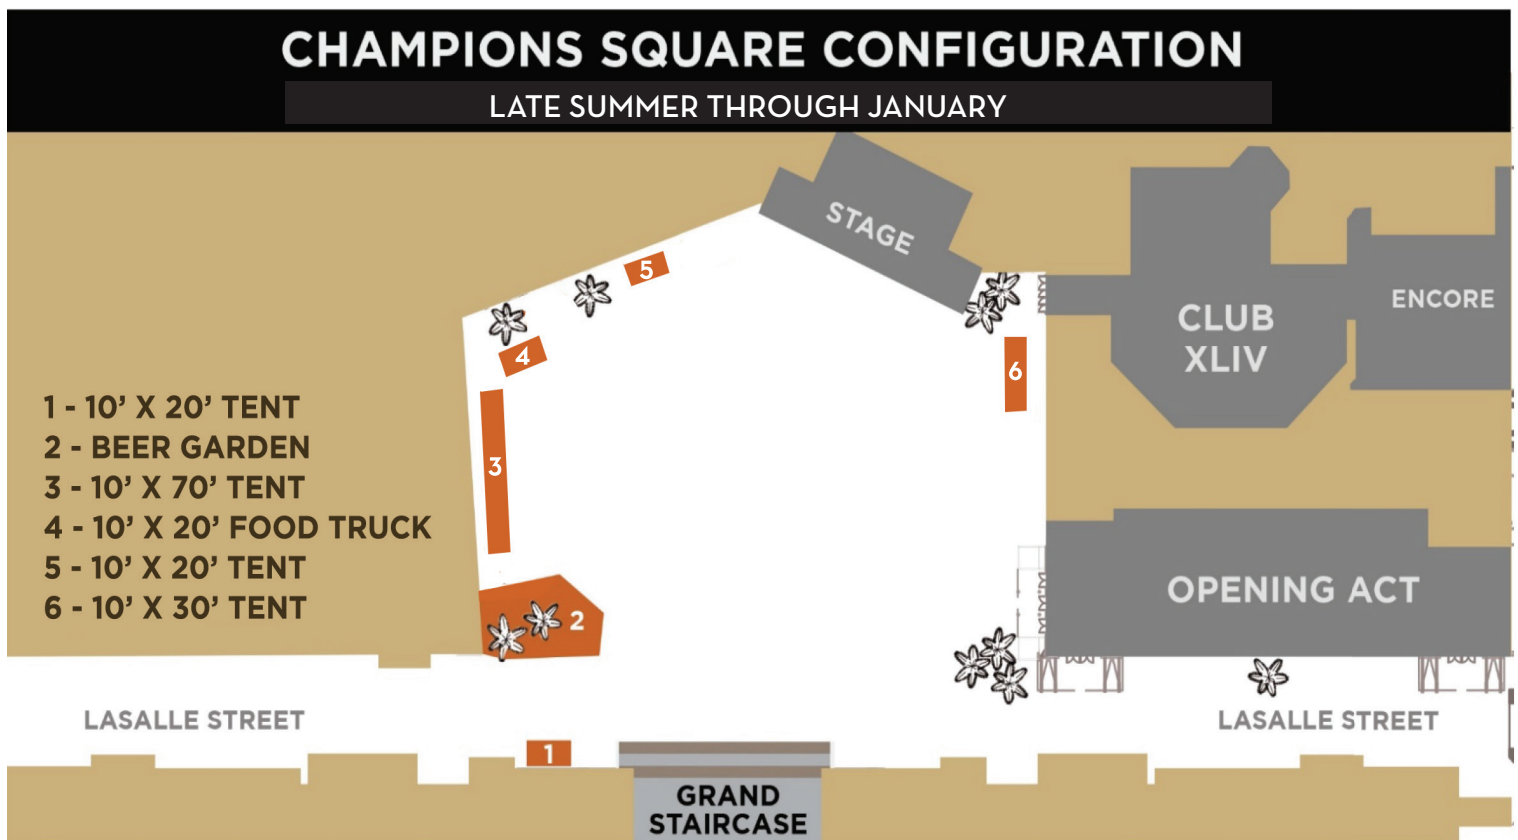 CHAMPIONS SQUARE CONFIGURATION
LATE SUMMER THROUGH JANUARY
STAGE
5
4
6
3
2
1
CLUB
XLIV
ENCORE
1 - 10’ X 20’ TENT
2 - BEER GARDEN
3 - 10’ X 70’ TENT
4 - 10’ X 20’ FOOD TRUCK
5 - 10’ X 20’ TENT
6 - 10’ X 30’ TENT
OPENING ACT
LASALLE STREET
LASALLE STREET
GRAND
STAIRCASE